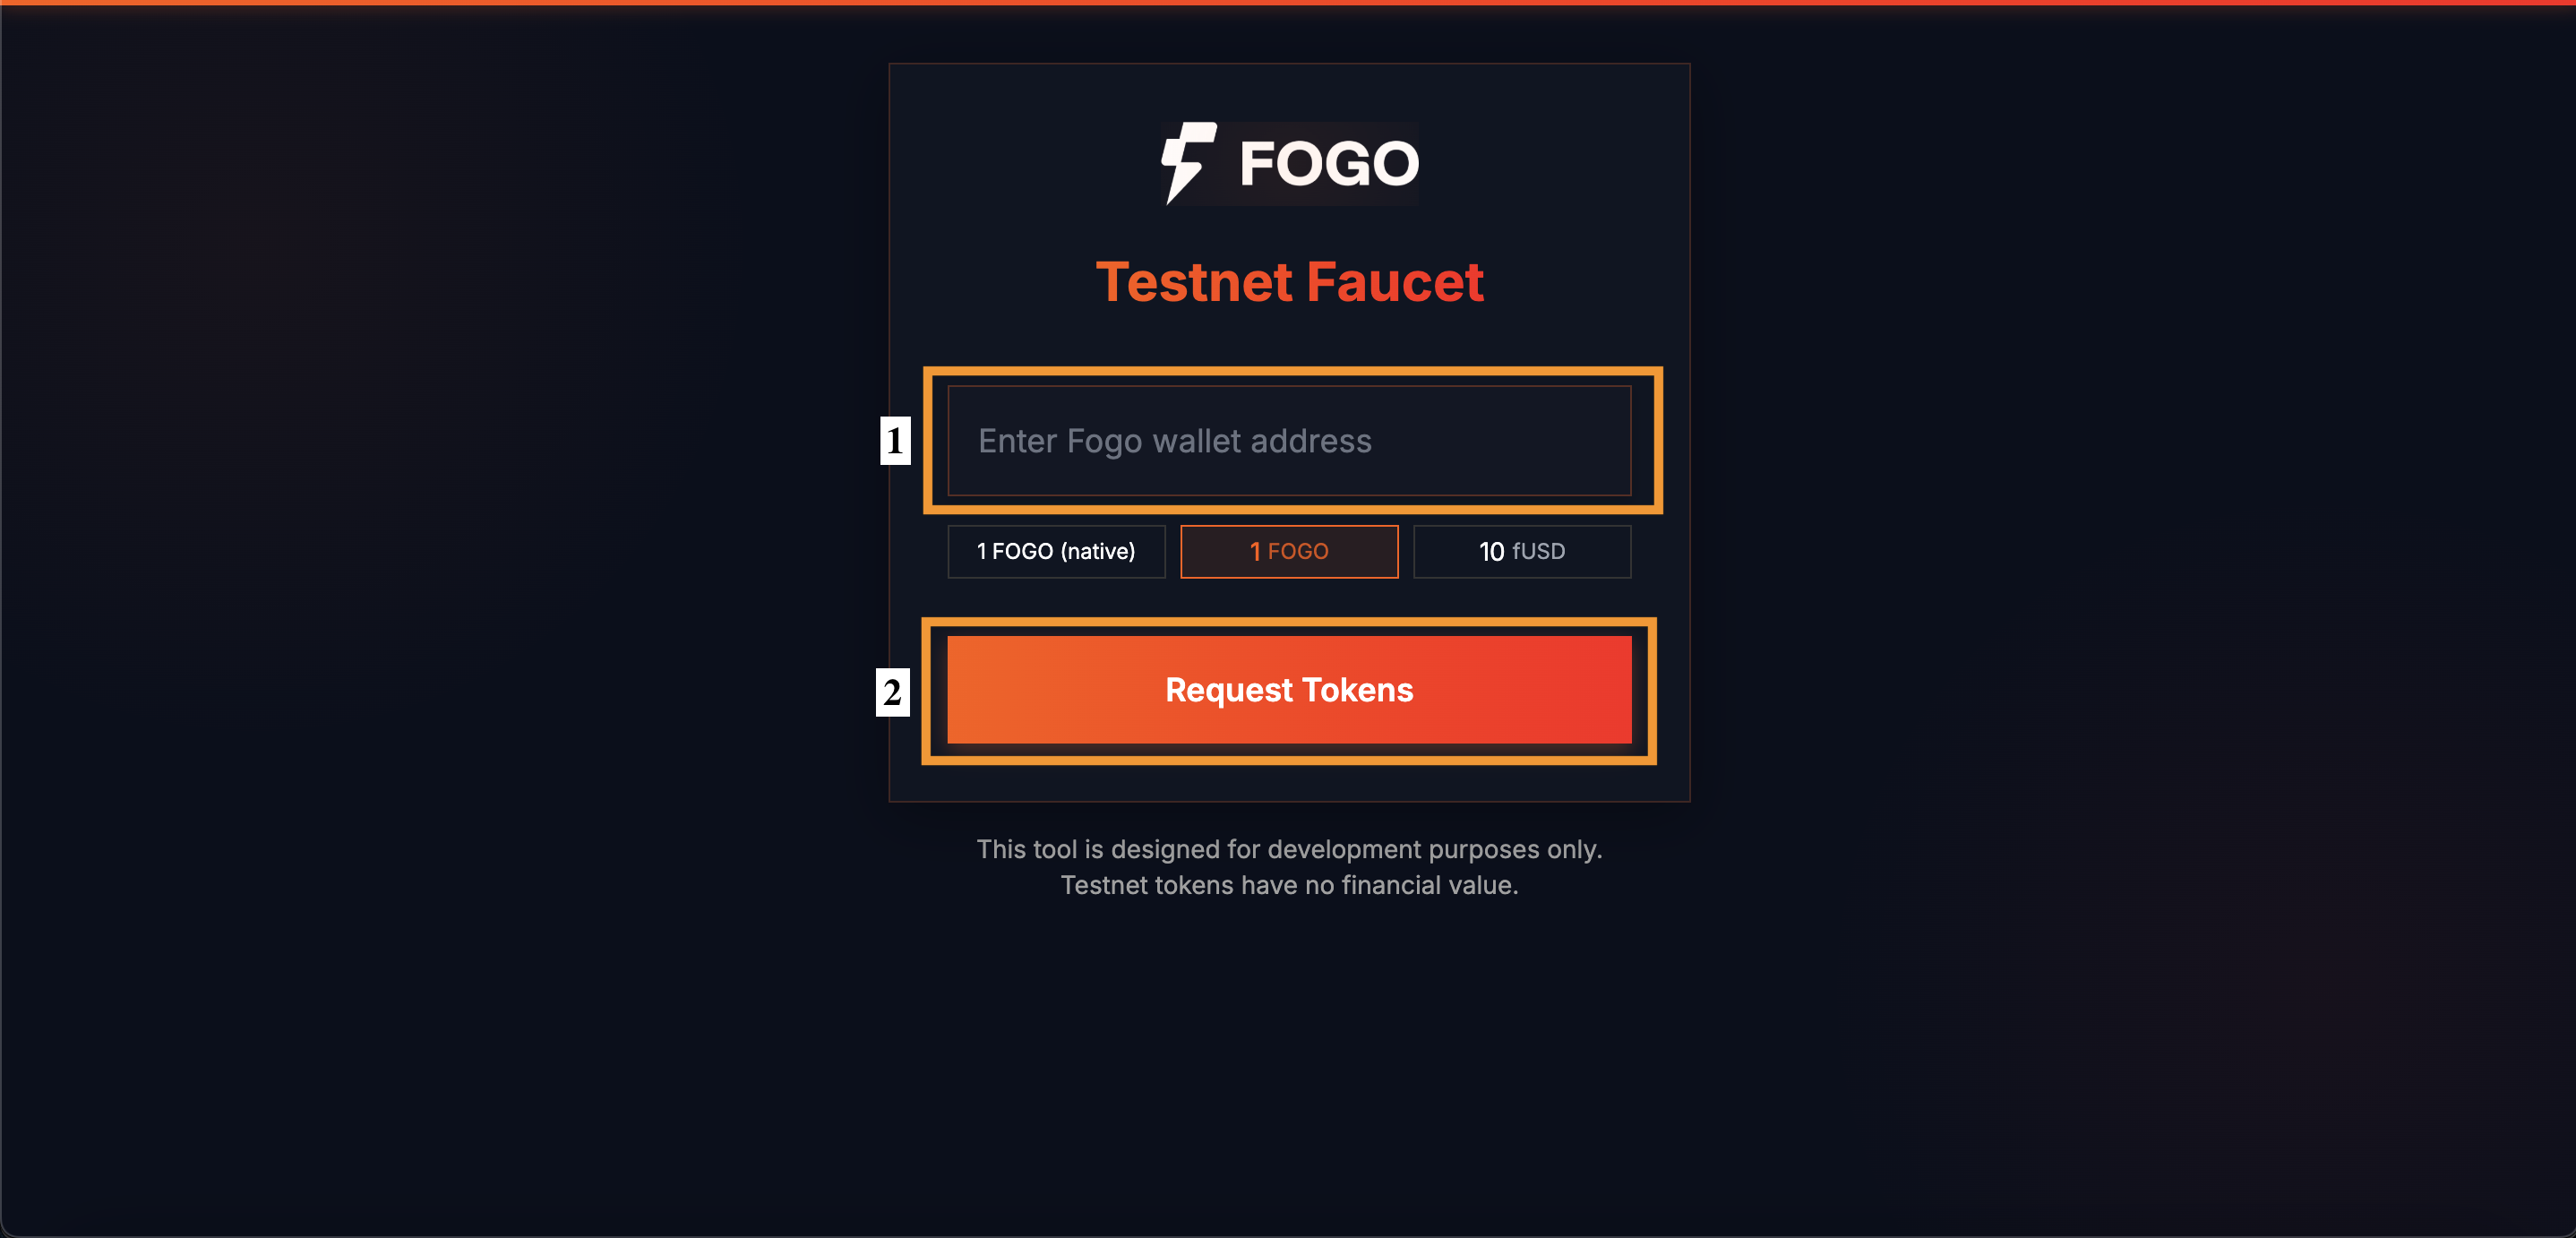 FOGO
Testnet Faucet
1
Enter Fogo wallet address
1 FOGO (native)
1 FOGO
10 fUSD
2
Request Tokens
This tool is designed for development purposes only.
Testnet tokens have no financial value.